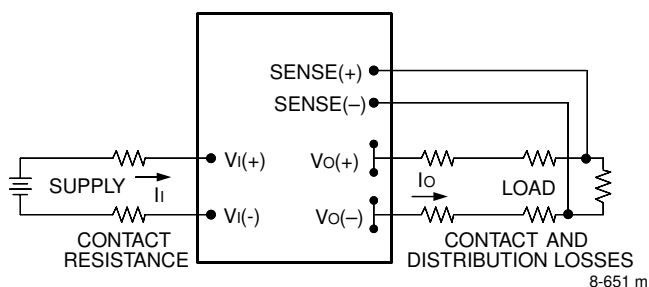 SENSE(+)
SENSE(–)
VI(+)
VO(+)
SUPPLY
II
IO
LOAD
VI(-)
VO(–)
CONTACT
RESISTANCE
CONTACT AND
DISTRIBUTION LOSSES
8-651 m